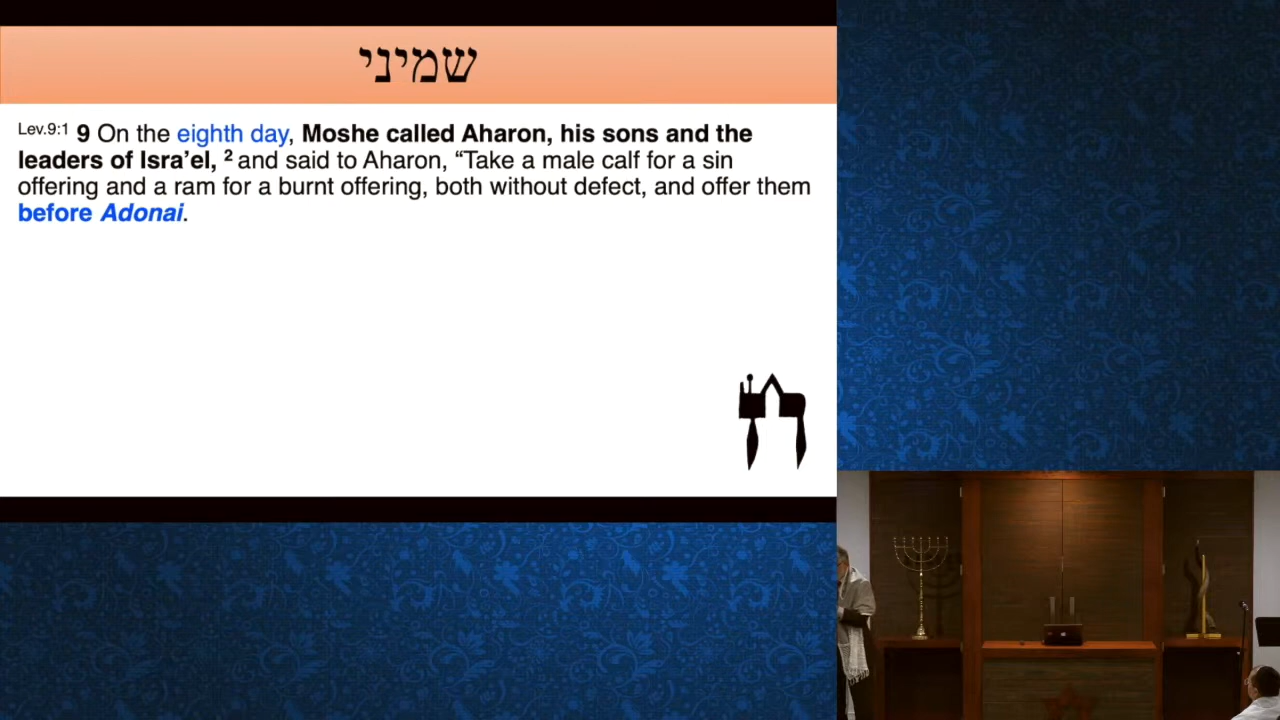 שמיני
Lev.9:1 9 On the eighth day, Moshe called Aharon, his sons and the
leaders of Isra’el, 2 and said to Aharon, “Take a male calf for a sin
offering and a ram for a burnt offering, both without defect, and offer them
before Adonai.
ח